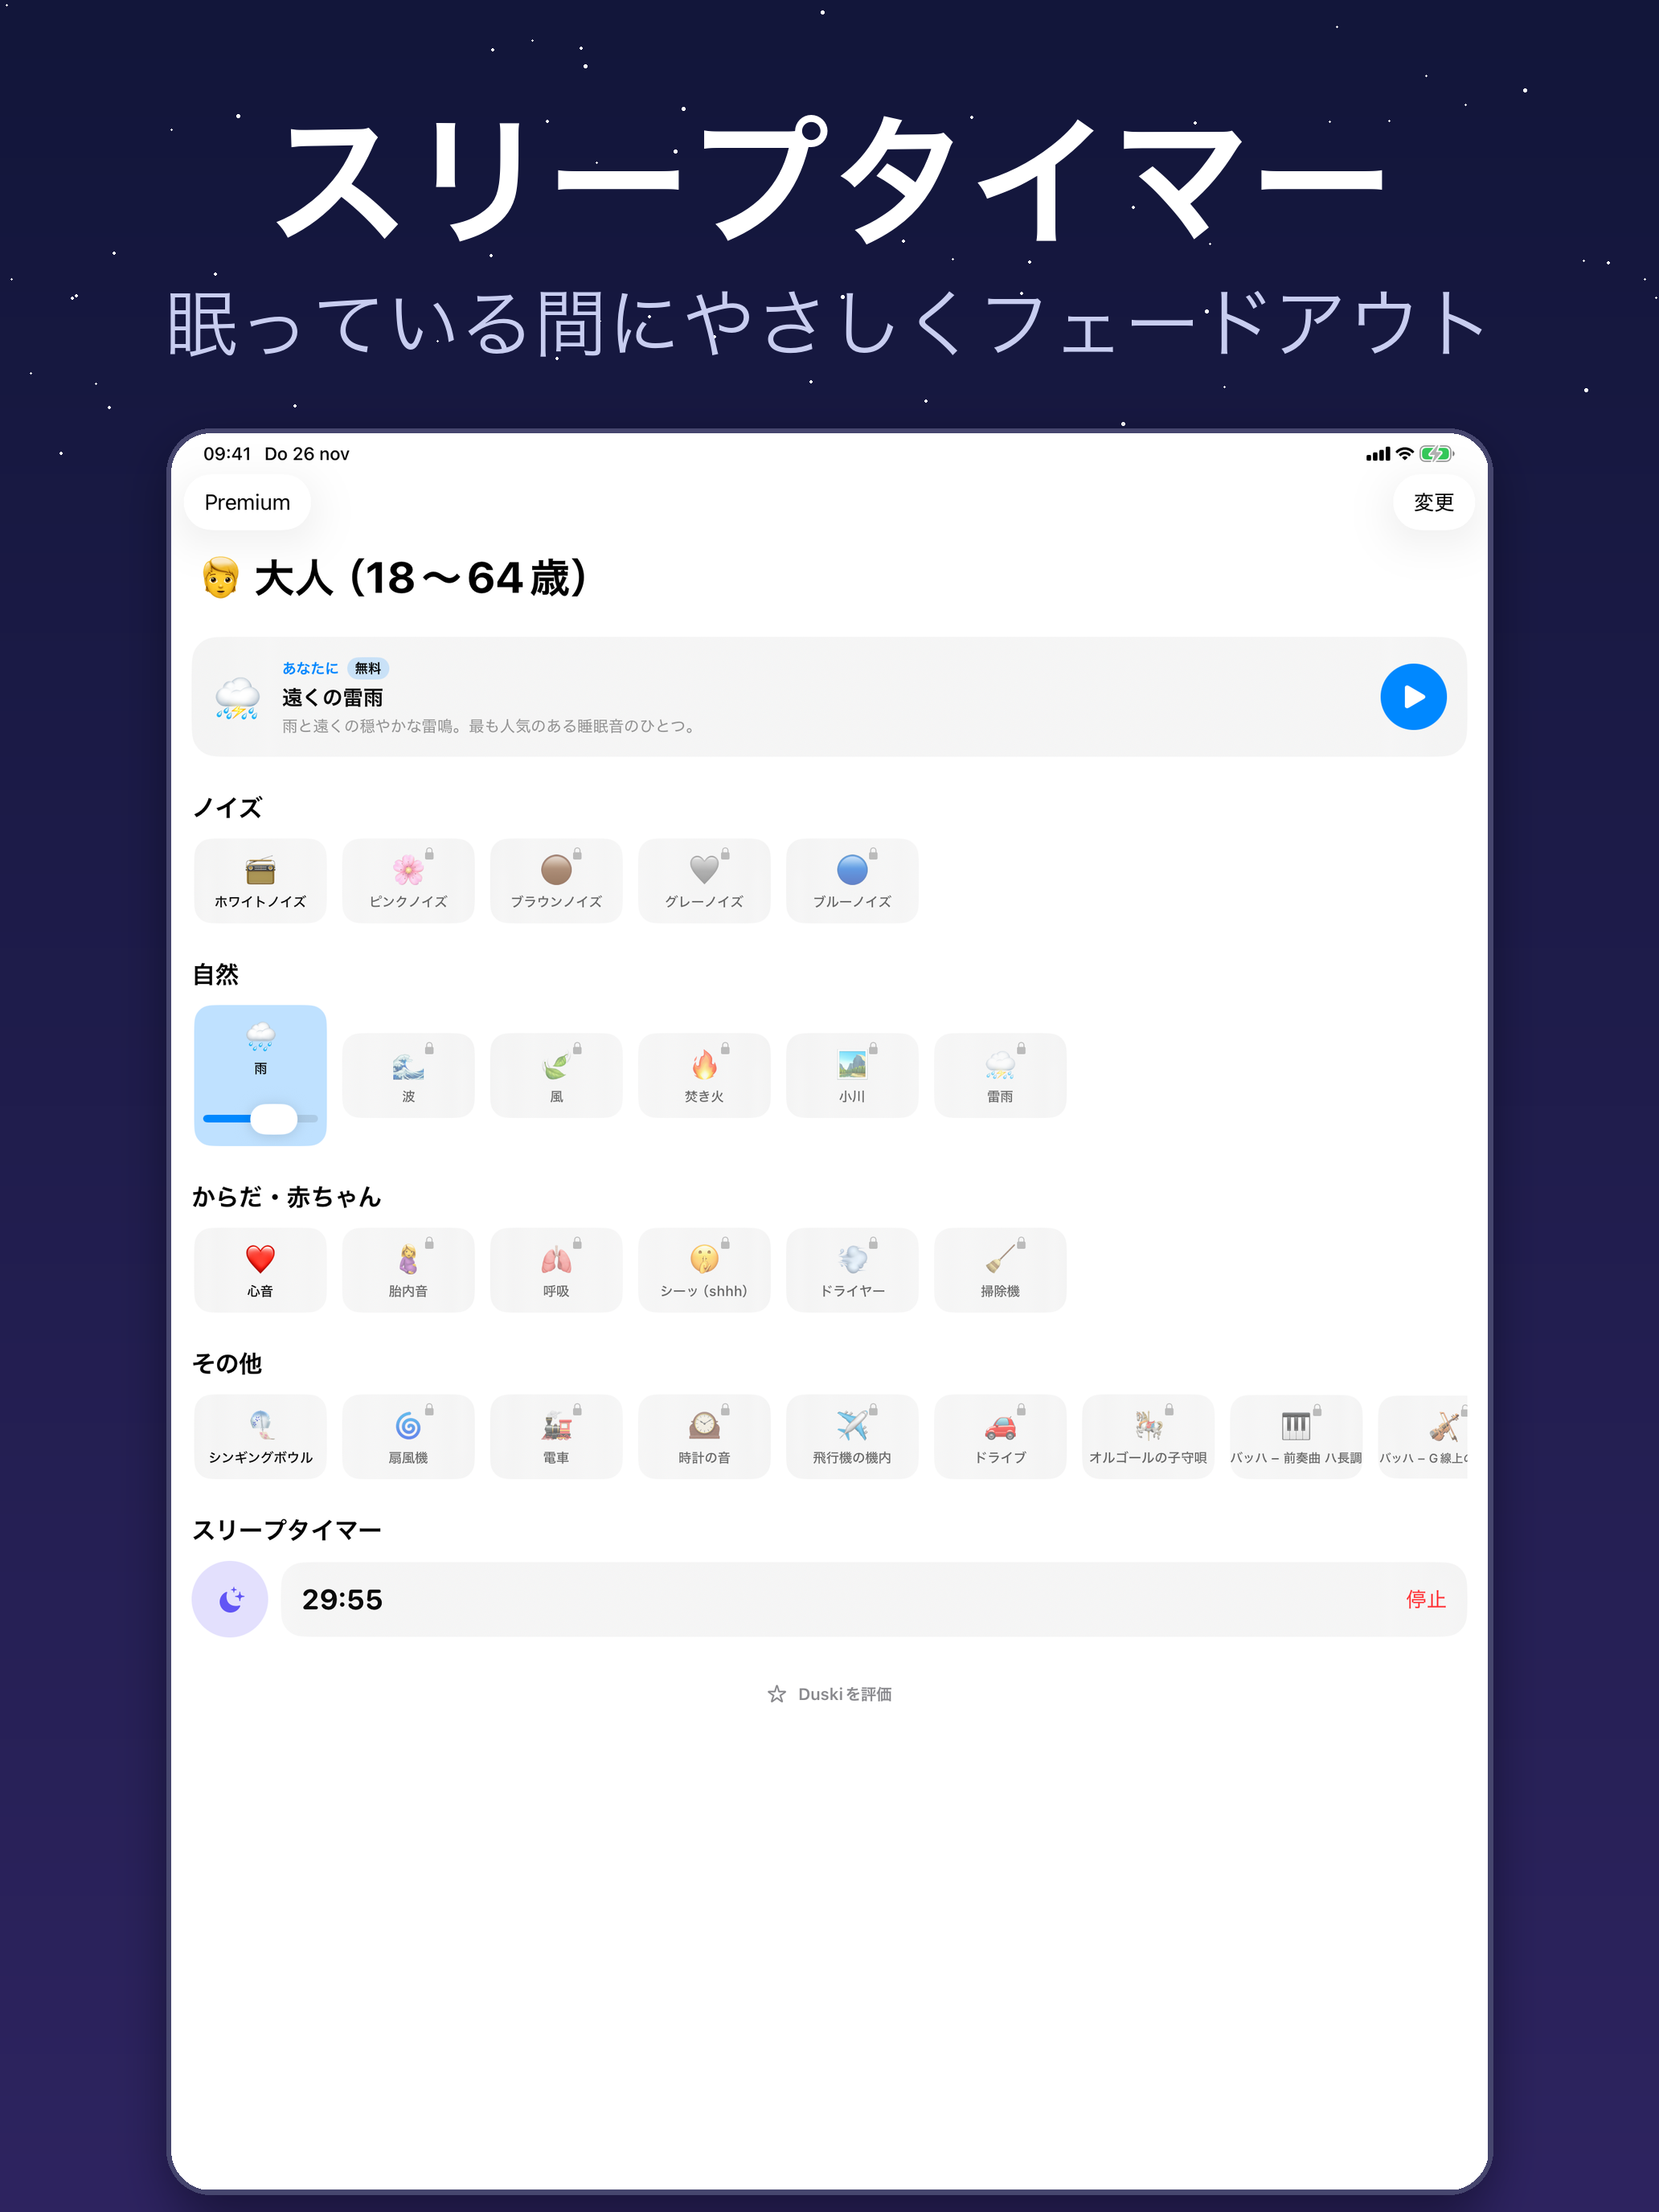 スリープタイマー
眠っている間にやさしくフェードアウト
09:41 Do 26 nov
Premium
変更
大人（18〜64歳）
あなたに 無料
遠くの雷雨
雨と遠くの穏やかな雷鳴。最も人気のある睡眠音のひとつ。
ノイズ
ホワイトノイズ ピンクノイズ ブラウンノイズ グレーノイズ ブルーノイズ
自然
雨 波 風 焚き火 小川 雷雨
からだ・赤ちゃん
心音 胎内音 呼吸 シーッ（shhh） ドライヤー 掃除機
その他
シンギングボウル 扇風機 電車 時計の音 飛行機の機内 ドライブ オルゴールの子守唄 バッハ – 前奏曲 ハ長調 バッハ – G線上
スリープタイマー
29:55
停止
Duskiを評価